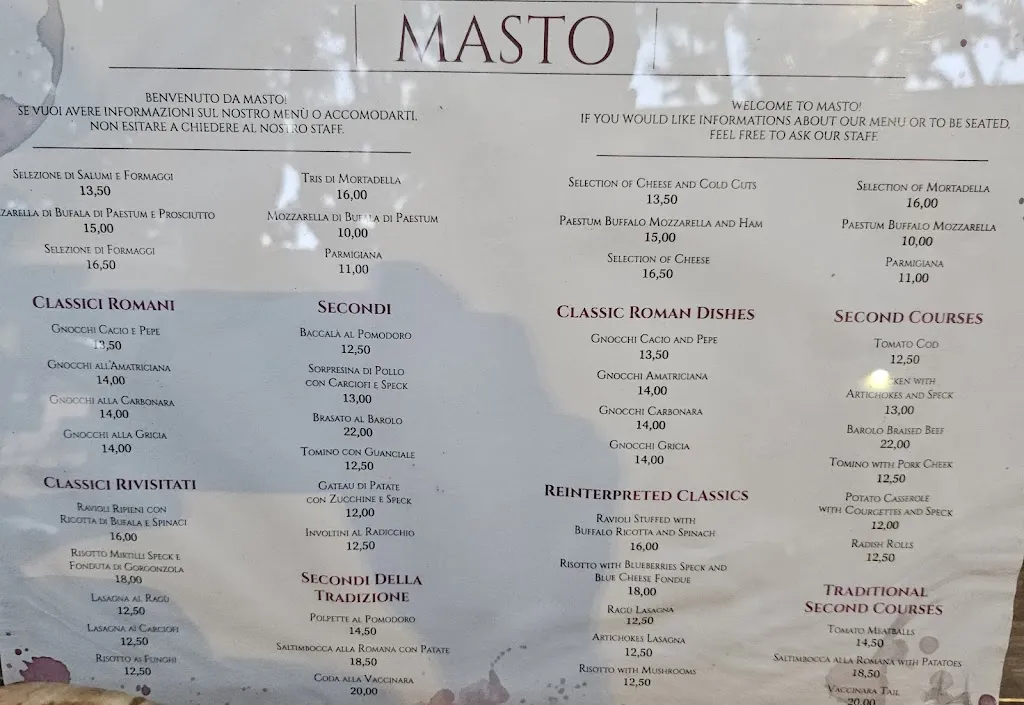 MASTO
BENVENUTO DA MASTO!
SE VUOI AVERE INFORMAZIONI SUL NOSTRO MENÙ O ACCOMODARTI,
NON ESITARE A CHIEDERE AL NOSTRO STAFF.
SELEZIONE DI SALUMI E FORMAGGI
13,50
ZARELLA DI BUFALA DI PAESTUM E PROSCIUTTO
15,00
SELEZIONE DI FORMAGGI
16,50
TRIS DI MORTADELLA
16,00
MOZZARELLA DI BUFALA DI PAESTUM
10,00
PARMIGIANA
11,00
CLASSICI ROMANI
GNOCCHI CACIO E PEPE
13,50
GNOCCHI ALL'AMATRICIANA
14,00
GNOCCHI ALLA CARBONARA
14,00
GNOCCHI ALLA GRICIA
14,00
CLASSICI RIVISITATI
RAVIOLI RIPIENI CON
RICOTTA DI BUFALA E SPINACI
16,00
RISOTTO MIRTILLI SPECK E
FONDUTA DI GORGONZOLA
18,00
LASAGNA AL RAGÙ
12,50
LASAGNA AI CARCIOFI
12,50
RISOTTO AI FUNGHI
12,50
SECONDI
BACCALÀ AL POMODORO
12,50
SORPRESINA DI POLLO
CON CARCIOFI E SPECK
13,00
BRASATO AL BAROLO
22,00
TOMINO CON GUANCIALE
12,50
GATEAU DI PATATE
CON ZUCCHINE E SPECK
12,00
INVOLTINI AL RADICCHIO
12,50
SECONDI DELLA
TRADIZIONE
POLPETTE AL POMODORO
14,50
SALTIMBOCCA ALLA ROMANA CON PATATE
18,50
CODA ALLA VACCINARA
20,00
WELCOME TO MASTO!
IF YOU WOULD LIKE INFORMATIONS ABOUT OUR MENU OR TO BE SEATED,
FEEL FREE TO ASK OUR STAFF.
SELECTION OF CHEESE AND COLD CUTS
13,50
PAESTUM BUFFALO MOZZARELLA AND HAM
15,00
SELECTION OF CHEESE
16,50
SELECTION OF MORTADELLA
16,00
PAESTUM BUFFALO MOZZARELLA
10,00
PARMIGIANA
11,00
CLASSIC ROMAN DISHES
GNOCCHI CACIO AND PEPE
13,50
GNOCCHI AMATRICIANA
14,00
GNOCCHI CARBONARA
14,00
GNOCCHI GRICIA
14,00
REINTERPRETED CLASSICS
RAVIOLI STUFFED WITH
BUFFALO RICOTTA AND SPINACH
16,00
RISOTTO WITH BLUEBERRIES SPECK AND
BLUE CHEESE FONDUE
18,00
RAGÙ LASAGNA
12,50
ARTICHOKES LASAGNA
12,50
RISOTTO WITH MUSHROOMS
12,50
SECOND COURSES
TOMATO COD
12,50
CKEN WITH
ARTICHOKES AND SPECK
13,00
BAROLO BRAISED BEEF
22,00
TOMINO WITH PORK CHEEK
12,50
POTATO CASSEROLE
WITH COURGETTES AND SPECK
12,00
RADISH ROLLS
12,50
TRADITIONAL
SECOND COURSES
TOMATO MEATBALLS
14,50
SALTIMBOCCA ALLA ROMANA WITH PATATOES
18,50
VACCINARA TAIL
20,00